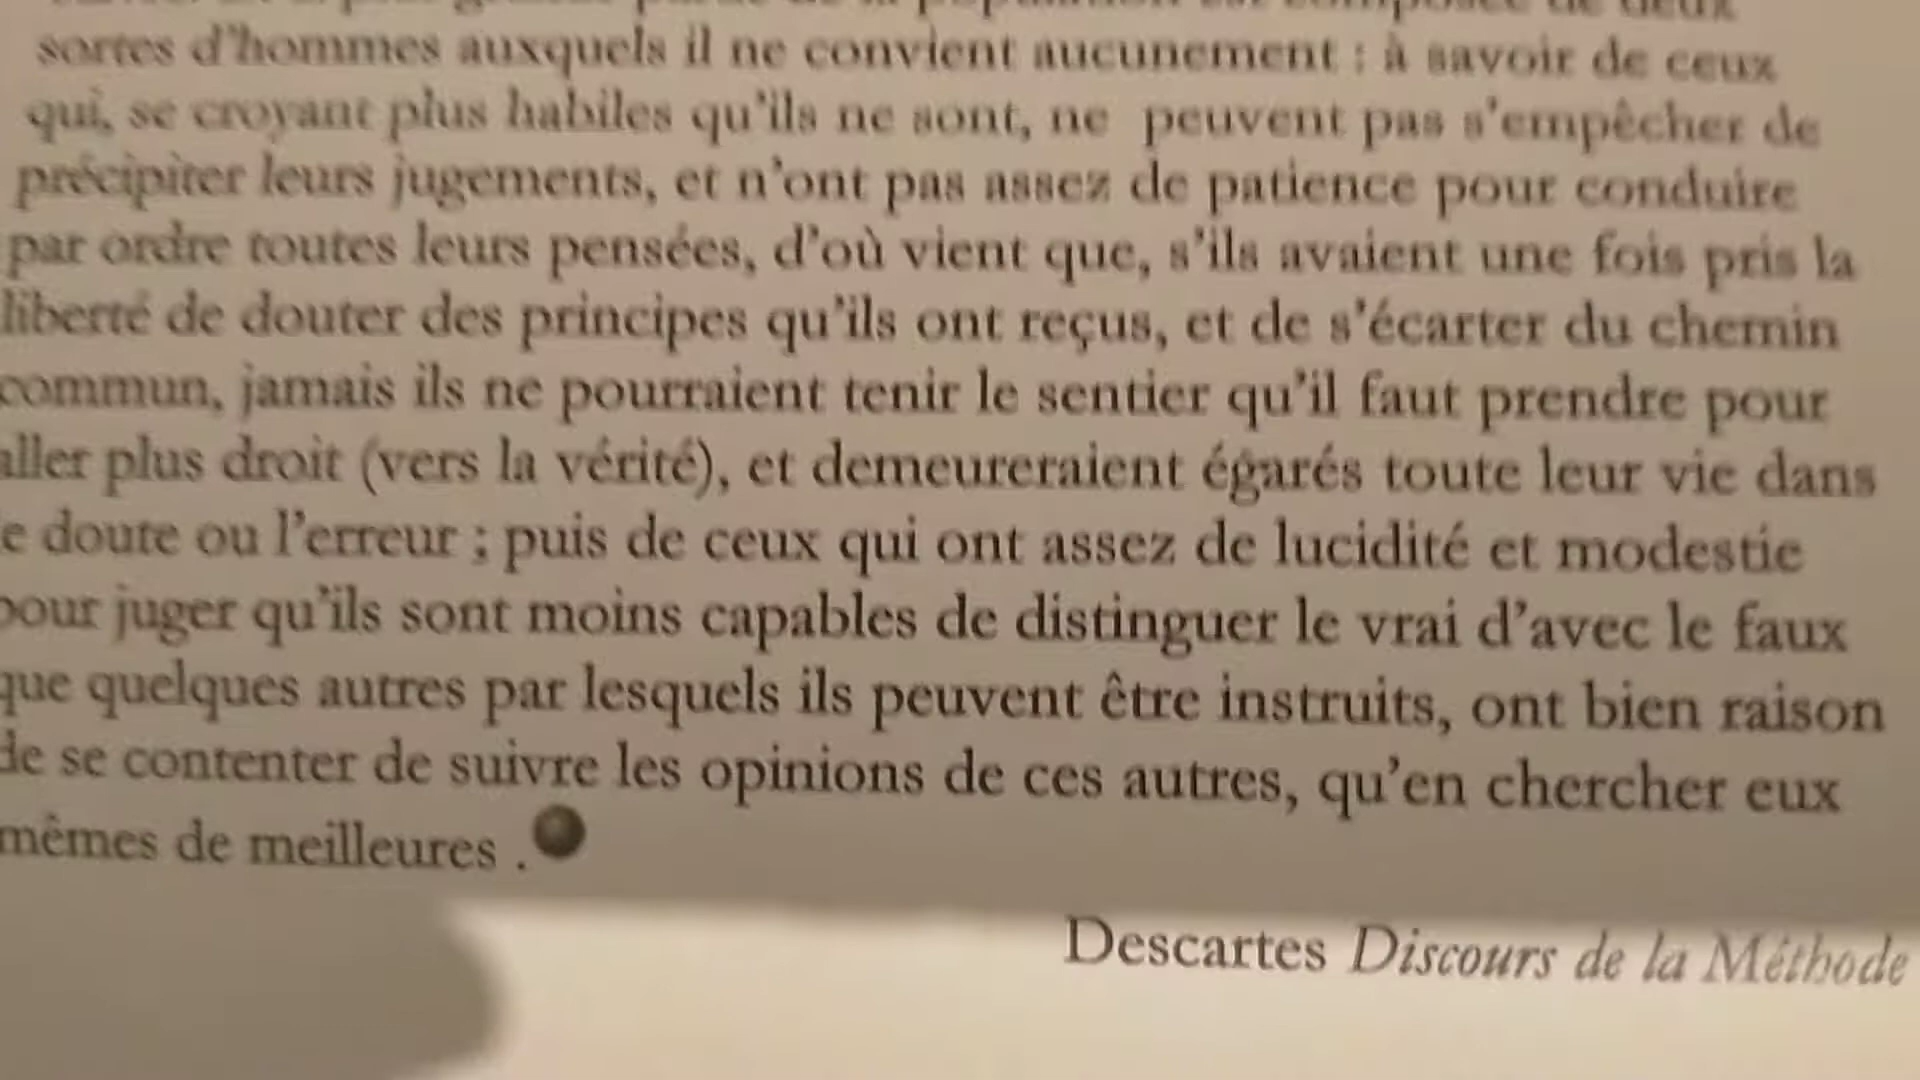 la population est composée de deux
sortes d'hommes auxquels il ne convient aucunement : à savoir de ceux
qui, se croyant plus habiles qu'ils ne sont, ne peuvent pas s'empêcher de
précipiter leurs jugements, et n'ont pas assez de patience pour conduire
par ordre toutes leurs pensées, d'où vient que, s'ils avaient une fois pris la
liberté de douter des principes qu'ils ont reçus, et de s'écarter du chemin
commun, jamais ils ne pourraient tenir le sentier qu'il faut prendre pour
aller plus droit (vers la vérité), et demeureraient égarés toute leur vie dans
e doute ou l'erreur ; puis de ceux qui ont assez de lucidité et modestie
pour juger qu'ils sont moins capables de distinguer le vrai d'avec le faux
que quelques autres par lesquels ils peuvent être instruits, ont bien raison
de se contenter de suivre les opinions de ces autres, qu'en chercher eux
mêmes de meilleures .
Descartes Discours de la Méthode